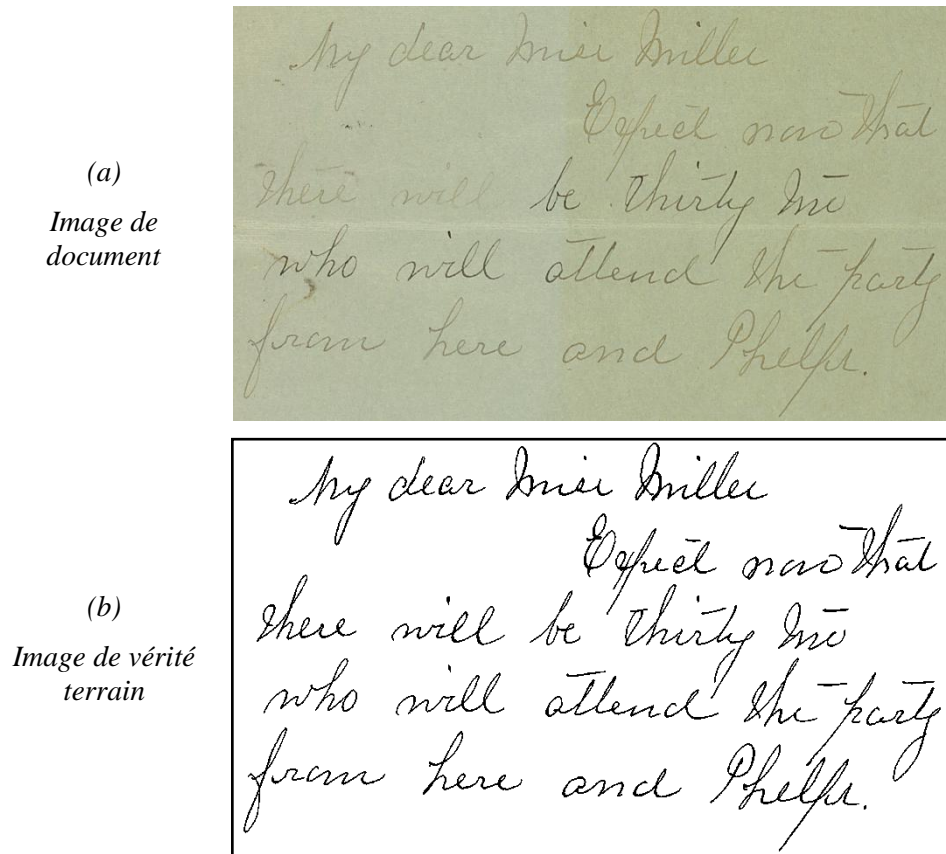 (a)
Image de
document
My dear Miss Miller
Expect now that
there will be thirty two
who will attend the party
from here and Phelps.
(b)
Image de vérité
terrain
My dear Miss Miller
Expect now that
there will be thirty two
who will attend the party
from here and Phelps.